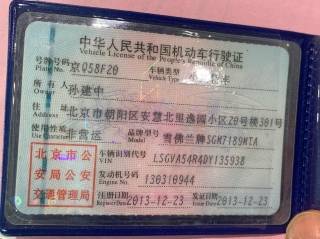 中华人民共和国机动车行驶证
Vehicle License of the People's Republic of China
号牌号码 京Q58F20 车辆类型
Plate No. Vehicle Type
所有人 孙建中
Owner
住址 北京市朝阳区安慧北里逸园小区20号楼301号
Address
使用性质 非营运 品牌型号 雪佛兰牌SGM7189MTA
Use Character Model
北京市公
安局公安
交通管理局
车辆识别代号 LSGVA54R4DY135938
VIN
发动机号码 130310944
Engine No.
注册日期 2013-12-23 发证日期 2013-12-23
Register Date Issue Date